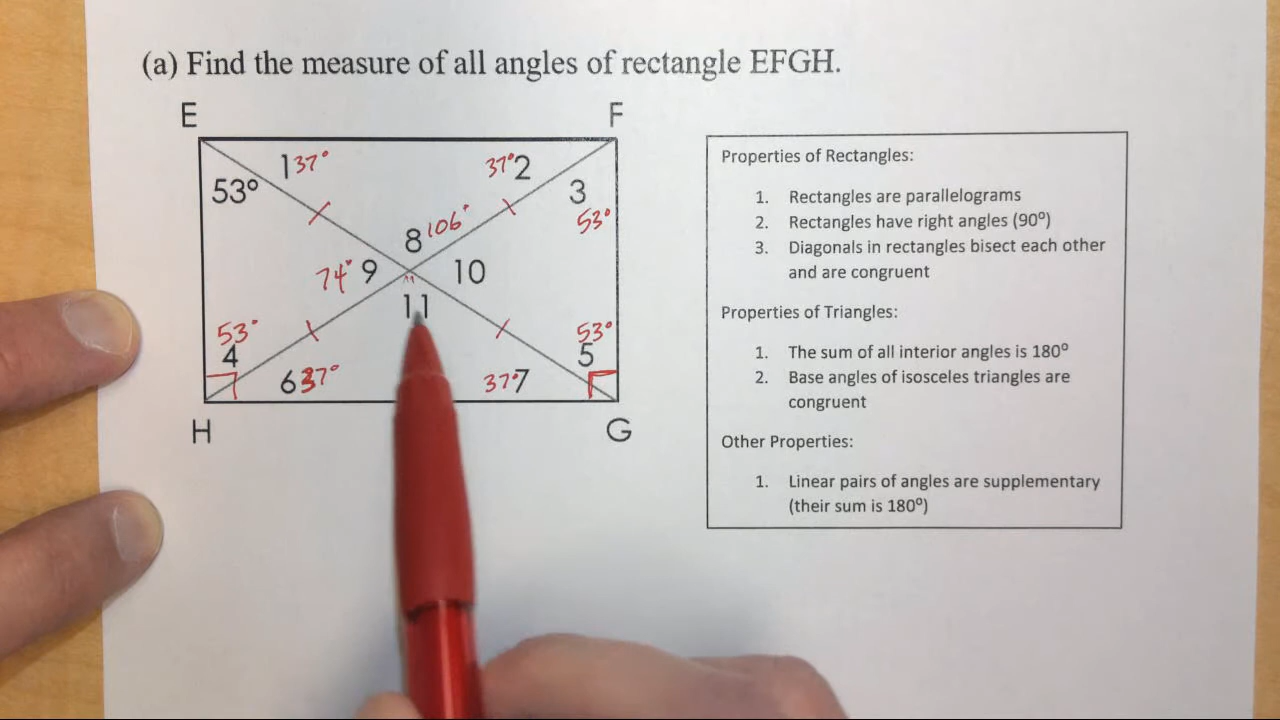 (a) Find the measure of all angles of rectangle EFGH.
E F
1 37° 37° 2
53° 3
53°
8 106°
74° 9 10
11
53° 53°
4 5
6 37° 37° 7
H G
Properties of Rectangles:
1. Rectangles are parallelograms
2. Rectangles have right angles (90º)
3. Diagonals in rectangles bisect each other
and are congruent
Properties of Triangles:
1. The sum of all interior angles is 180º
2. Base angles of isosceles triangles are
congruent
Other Properties:
1. Linear pairs of angles are supplementary
(their sum is 180º)